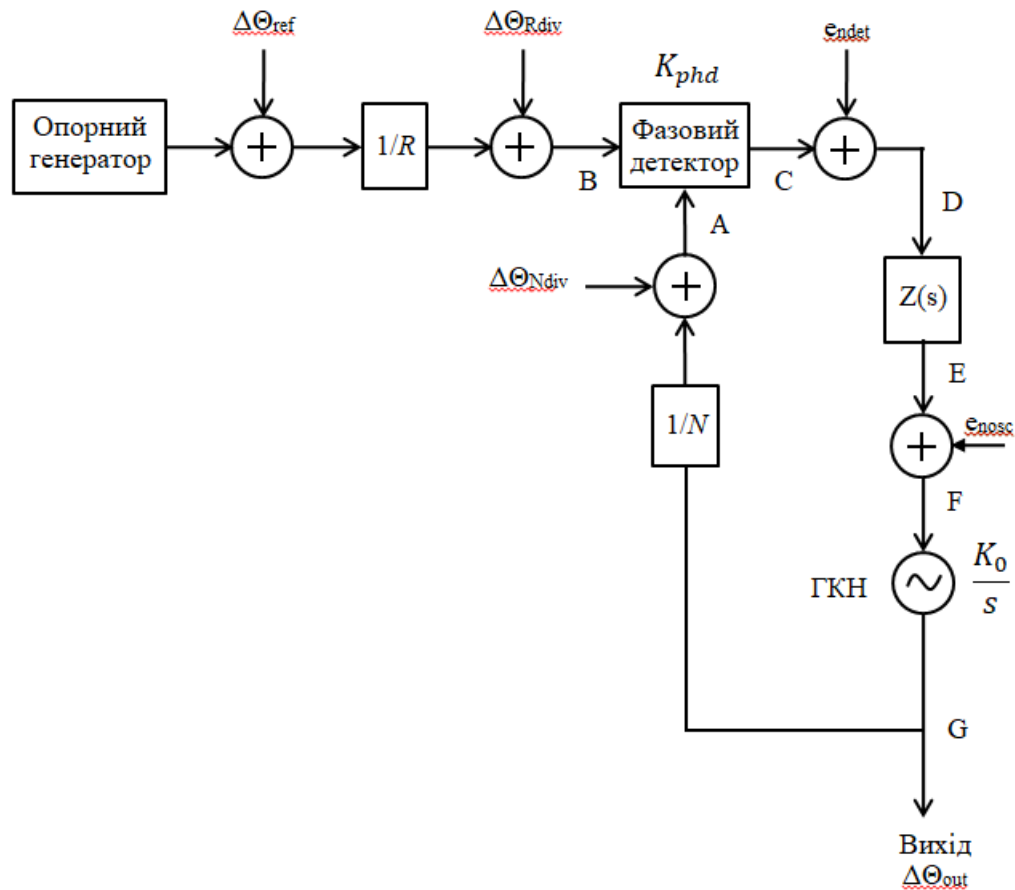 ΔΘref
ΔΘRdiv
endet
Kphd
Опорний
генератор
1/R
Фазовий
детектор
B
C
A
D
ΔΘNdiv
Z(s)
E
1/N
enosc
F
ГКН
K0
s
G
Вихід
ΔΘout